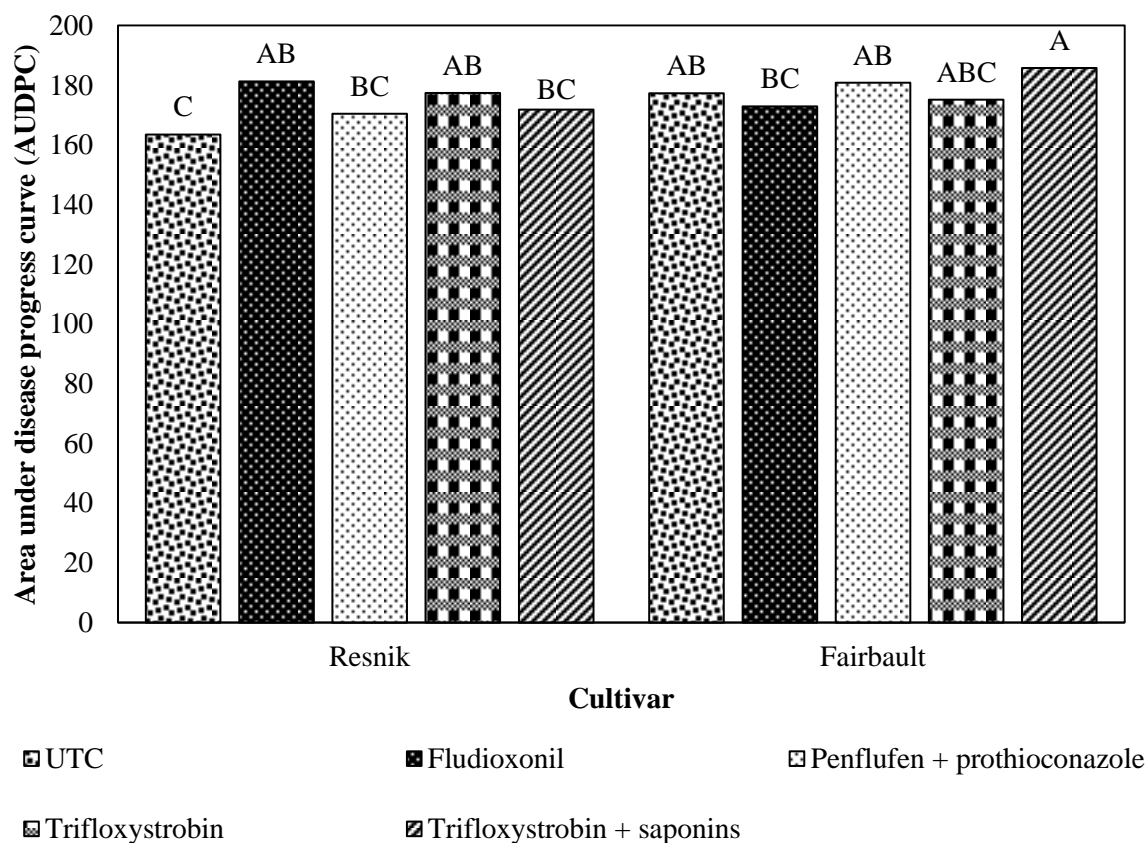 Area under disease progress curve (AUDPC)
200
180
160
140
120
100
80
60
40
20
0
C
AB
BC
AB
BC
AB
BC
AB
ABC
A
Resnik
Fairbault
Cultivar
UTC
Fludioxonil
Penflufen + prothioconazole
Trifloxystrobin
Trifloxystrobin + saponins